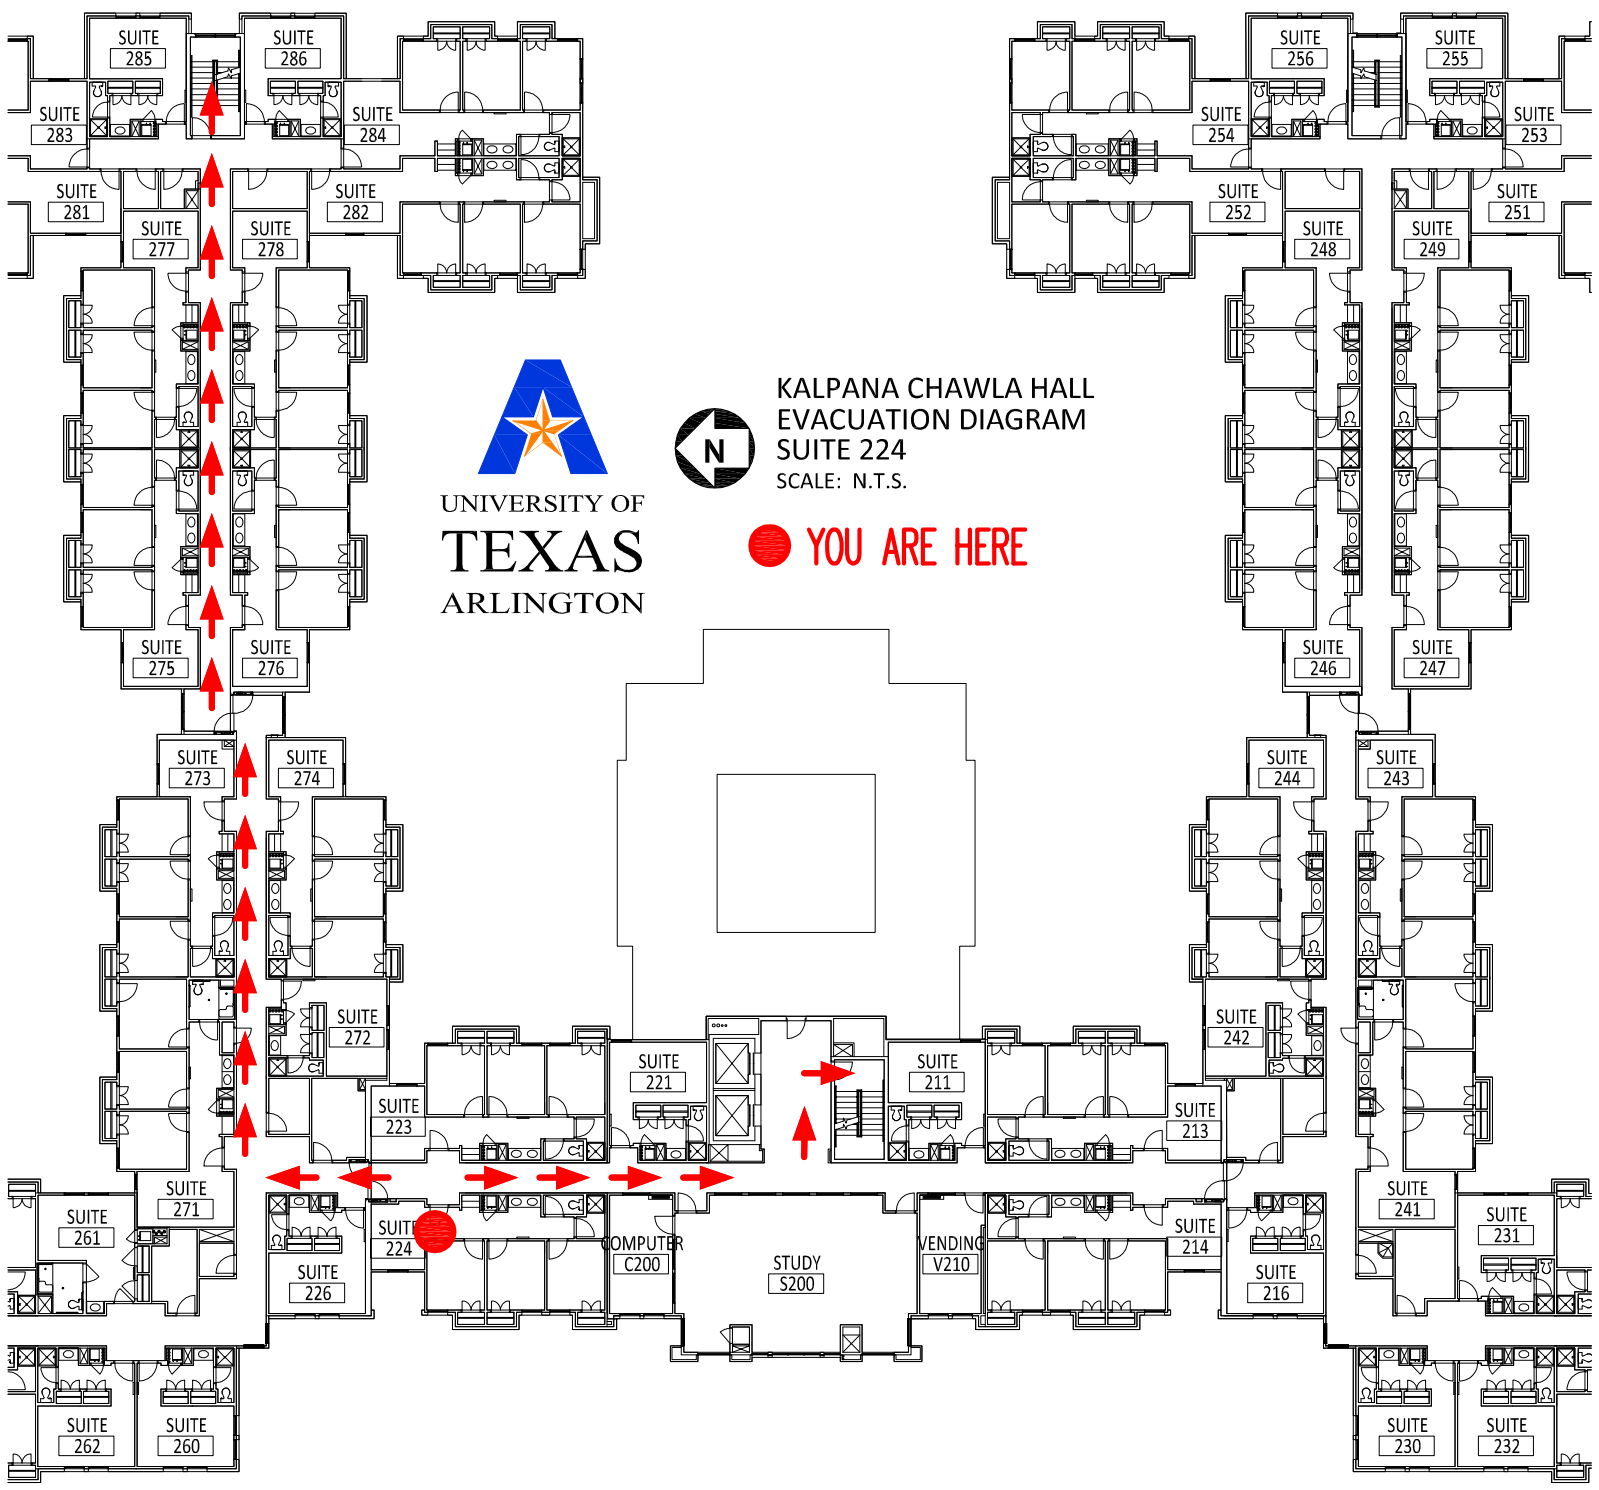 SUITE
285
SUITE
286
SUITE
256
SUITE
255
SUITE
283
SUITE
284
SUITE
254
SUITE
253
SUITE
281
SUITE
282
SUITE
252
SUITE
251
SUITE
277
SUITE
278
SUITE
248
SUITE
249
KALPANA CHAWLA HALL
EVACUATION DIAGRAM
SUITE 224
SCALE: N.T.S.
N
UNIVERSITY OF
TEXAS
ARLINGTON
YOU ARE HERE
SUITE
275
SUITE
276
SUITE
246
SUITE
247
SUITE
273
SUITE
274
SUITE
244
SUITE
243
SUITE
272
SUITE
242
SUITE
221
SUITE
211
SUITE
223
SUITE
213
SUITE
271
SUITE
241
SUITE
261
SUITE
224
COMPUTER
C200
STUDY
S200
VENDING
V210
SUITE
214
SUITE
231
SUITE
226
SUITE
216
SUITE
262
SUITE
260
SUITE
230
SUITE
232